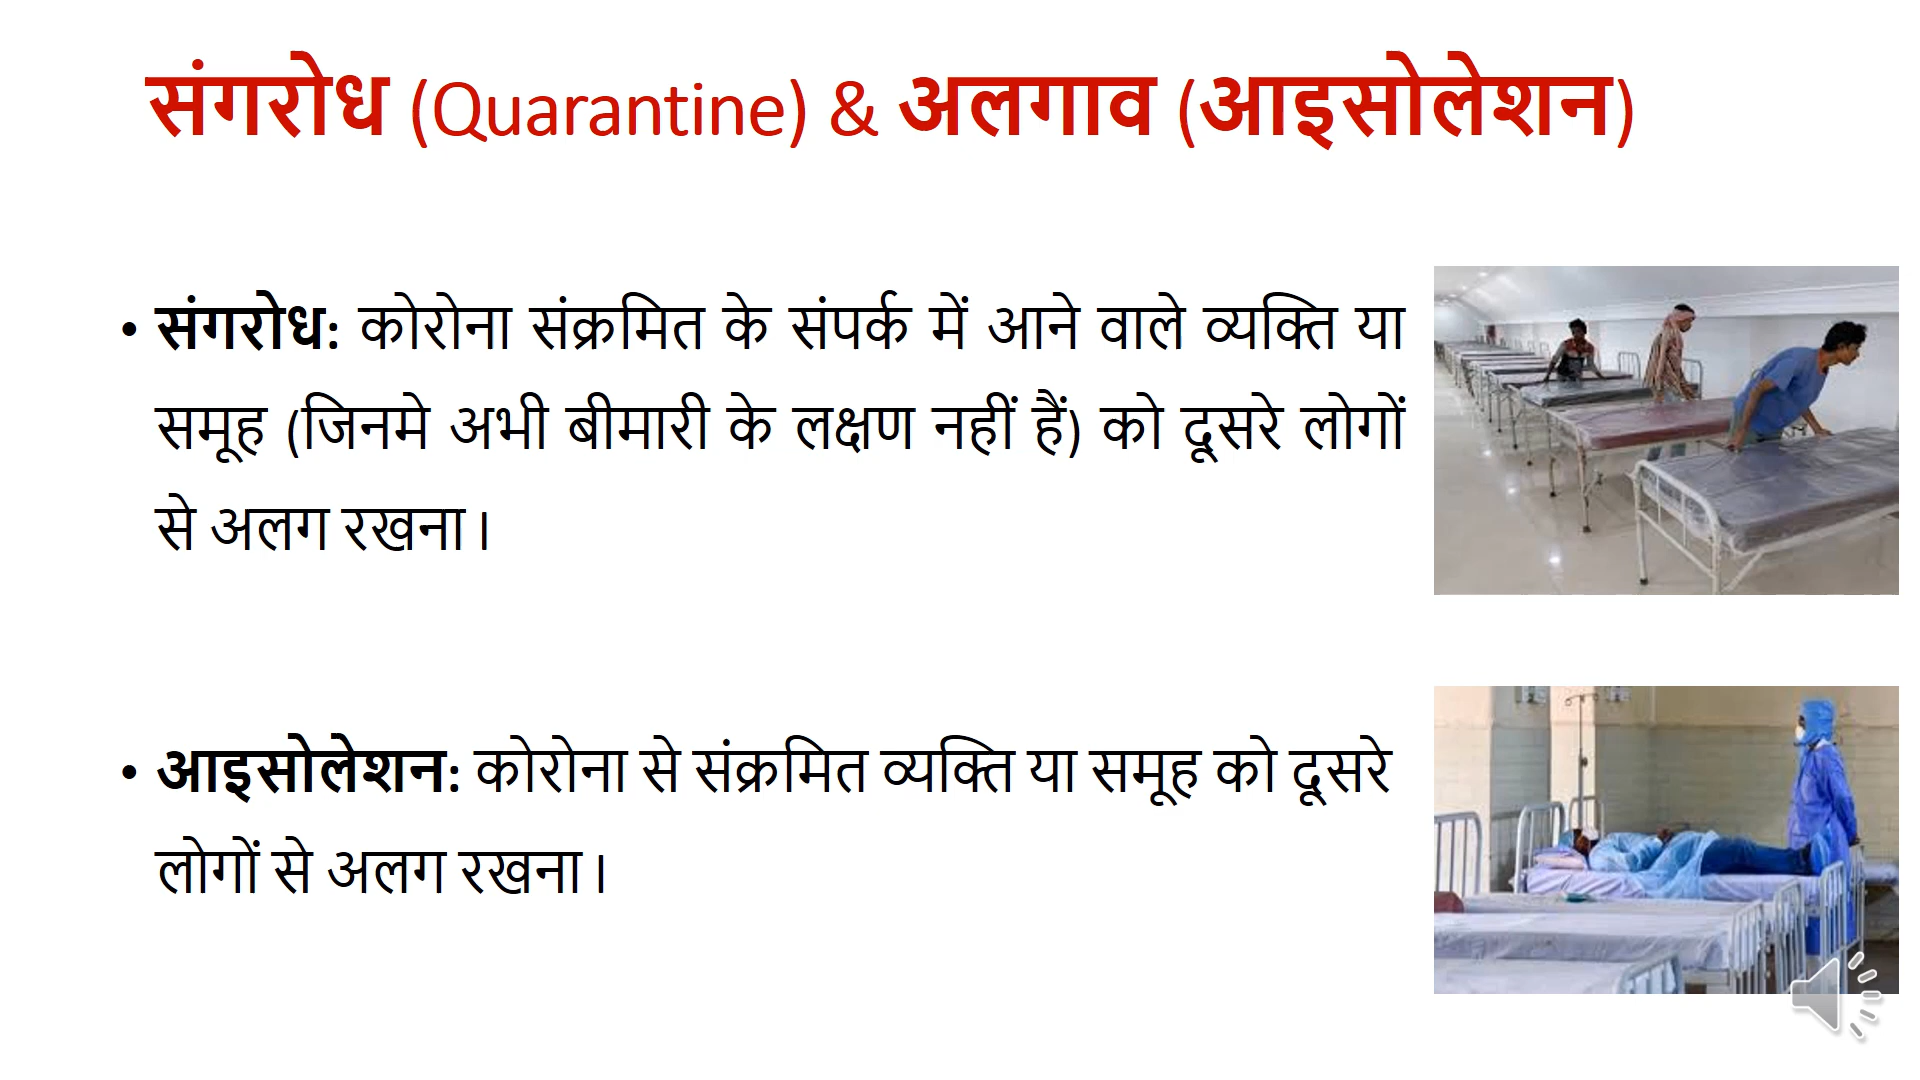 संगरोध (Quarantine) & अलगाव (आइसोलेशन)
• संगरोध: कोरोना संक्रमित के संपर्क में आने वाले व्यक्ति या
समूह (जिनमे अभी बीमारी के लक्षण नहीं हैं) को दूसरे लोगों
से अलग रखना।
• आइसोलेशन: कोरोना से संक्रमित व्यक्ति या समूह को दूसरे
लोगों से अलग रखना।